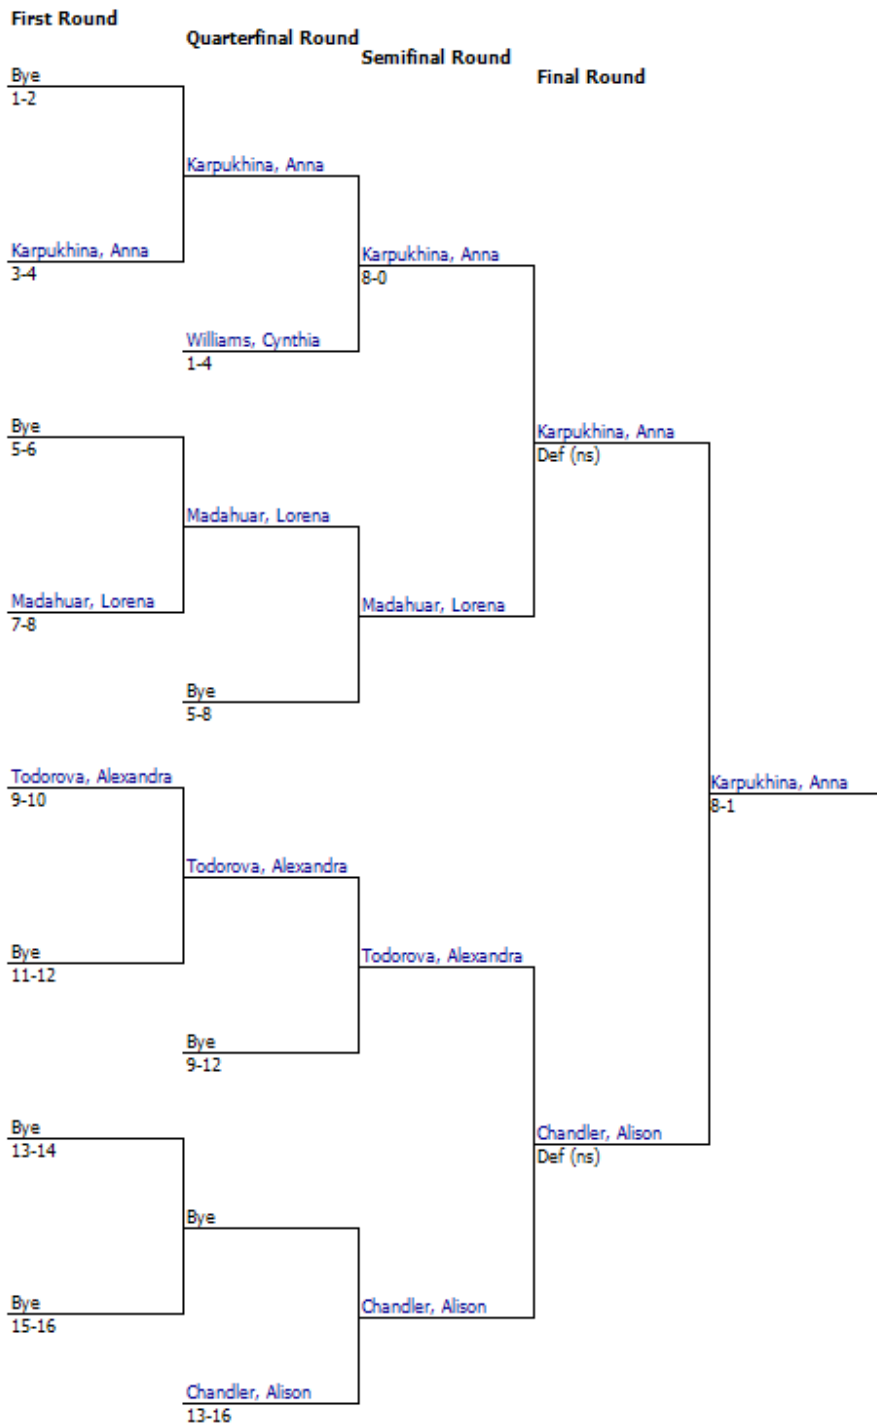 First Round
Quarterfinal Round
Semifinal Round
Final Round
Bye
1-2
Karpukhina, Anna
Karpukhina, Anna
3-4
Karpukhina, Anna
8-0
Williams, Cynthia
1-4
Bye
5-6
Karpukhina, Anna
Def (ns)
Madahuar, Lorena
Madahuar, Lorena
7-8
Madahuar, Lorena
Bye
5-8
Todorova, Alexandra
9-10
Karpukhina, Anna
8-1
Todorova, Alexandra
Bye
11-12
Todorova, Alexandra
Bye
9-12
Bye
13-14
Chandler, Alison
Def (ns)
Bye
Bye
15-16
Chandler, Alison
Chandler, Alison
13-16